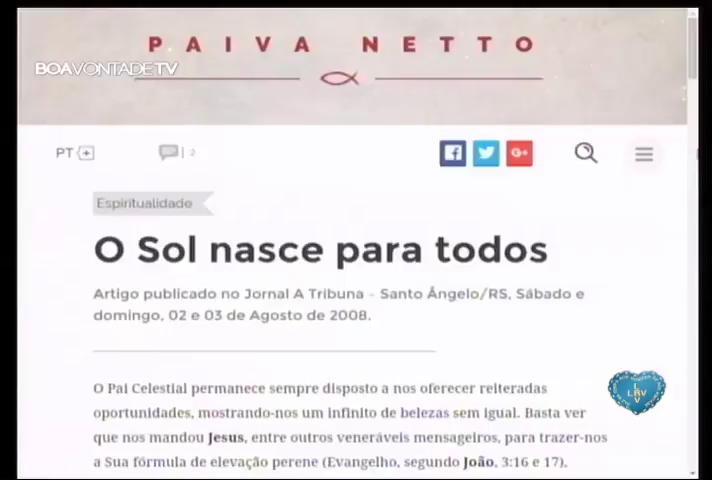 PAIVA NETTO
BOAVONTADE TV
PT
2
Espiritualidade
O Sol nasce para todos
Artigo publicado no Jornal A Tribuna - Santo Ângelo/RS, Sábado e
domingo, 02 e 03 de Agosto de 2008.
O Pai Celestial permanece sempre disposto a nos oferecer reiteradas
oportunidades, mostrando-nos um infinito de belezas sem igual. Basta ver
que nos mandou Jesus, entre outros veneráveis mensageiros, para trazer-nos
a Sua fórmula de elevação perene (Evangelho, segundo João, 3:16 e 17).
LBV